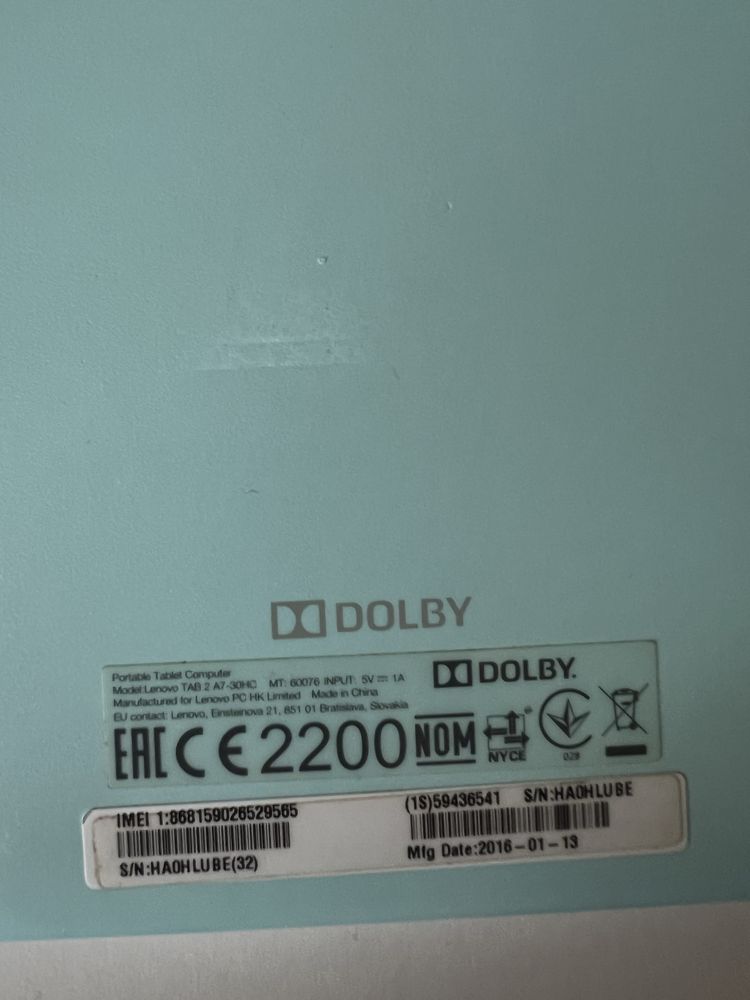 DOLBY
Portable Tablet Computer
Model:Lenovo TAB 2 A7-30HC MT: 60076 INPUT: 5V 1A
Manufactured for Lenovo PC HK Limited Made in China
EU contact: Lenovo, Einsteinova 21, 851 01 Bratislava, Slovakia
DOLBY.
EAC CE 2200 NOM NYCE 028
IMEI 1:868159026529565
S/N:HA0HLUBE(32)
(1S)59436541 S/N:HA0HLUBE
Mfg Date:2016-01-13